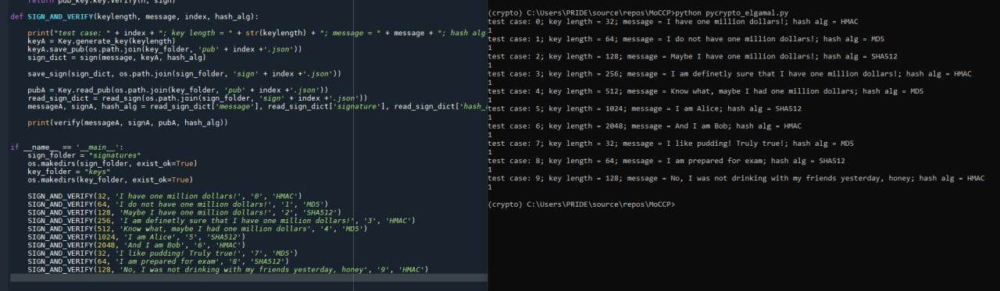 return pub_key.key.verify(h, sign)
def SIGN_AND_VERIFY(keylength, message, index, hash_alg):
print("test case: " + index + "; key length = " + str(keylength) + "; message = " + message + "; hash alg
keyA = Key.generate_key(keylength)
keyA.save_pub(os.path.join(key_folder, 'pub' + index +'.json'))
sign_dict = sign(message, keyA, hash_alg)
save_sign(sign_dict, os.path.join(sign_folder, 'sign' + index +'.json'))
pubA = Key.read_pub(os.path.join(key_folder, 'pub' + index +'.json'))
read_sign_dict = read_sign(os.path.join(sign_folder, 'sign' + index +'.json'))
messageA, signA, hash_alg = read_sign_dict['message'], read_sign_dict['signature'], read_sign_dict['hash_
print(verify(messageA, signA, pubA, hash_alg))
if __name__ == '__main__':
sign_folder = "signatures"
os.makedirs(sign_folder, exist_ok=True)
key_folder = "keys"
os.makedirs(key_folder, exist_ok=True)
SIGN_AND_VERIFY(32, 'I have one million dollars!', '0', 'HMAC')
SIGN_AND_VERIFY(64, 'I do not have one million dollars!', '1', 'MD5')
SIGN_AND_VERIFY(128, 'Maybe I have one million dollars!', '2', 'SHA512')
SIGN_AND_VERIFY(256, 'I am definetly sure that I have one million dollars!', '3', 'HMAC')
SIGN_AND_VERIFY(512, 'Know what, maybe I had one million dollars', '4', 'MD5')
SIGN_AND_VERIFY(1024, 'I am Alice', '5', 'SHA512')
SIGN_AND_VERIFY(2048, 'And I am Bob', '6', 'HMAC')
SIGN_AND_VERIFY(32, 'I like pudding! Truly true!', '7', 'MD5')
SIGN_AND_VERIFY(64, 'I am prepared for exam', '8', 'SHA512')
SIGN_AND_VERIFY(128, 'No, I was not drinking with my friends yesterday, honey', '9', 'HMAC')
(crypto) C:\Users\PRIDE\source\repos\MoCCP>python pycrypto_elgamal.py
test case: 0; key length = 32; message = I have one million dollars!; hash alg = HMAC
1
test case: 1; key length = 64; message = I do not have one million dollars!; hash alg = MD5
1
test case: 2; key length = 128; message = Maybe I have one million dollars!; hash alg = SHA512
1
test case: 3; key length = 256; message = I am definetly sure that I have one million dollars!; hash alg = HMAC
1
test case: 4; key length = 512; message = Know what, maybe I had one million dollars; hash alg = MD5
1
test case: 5; key length = 1024; message = I am Alice; hash alg = SHA512
1
test case: 6; key length = 2048; message = And I am Bob; hash alg = HMAC
1
test case: 7; key length = 32; message = I like pudding! Truly true!; hash alg = MD5
1
test case: 8; key length = 64; message = I am prepared for exam; hash alg = SHA512
1
test case: 9; key length = 128; message = No, I was not drinking with my friends yesterday, honey; hash alg = HMAC
1
(crypto) C:\Users\PRIDE\source\repos\MoCCP>